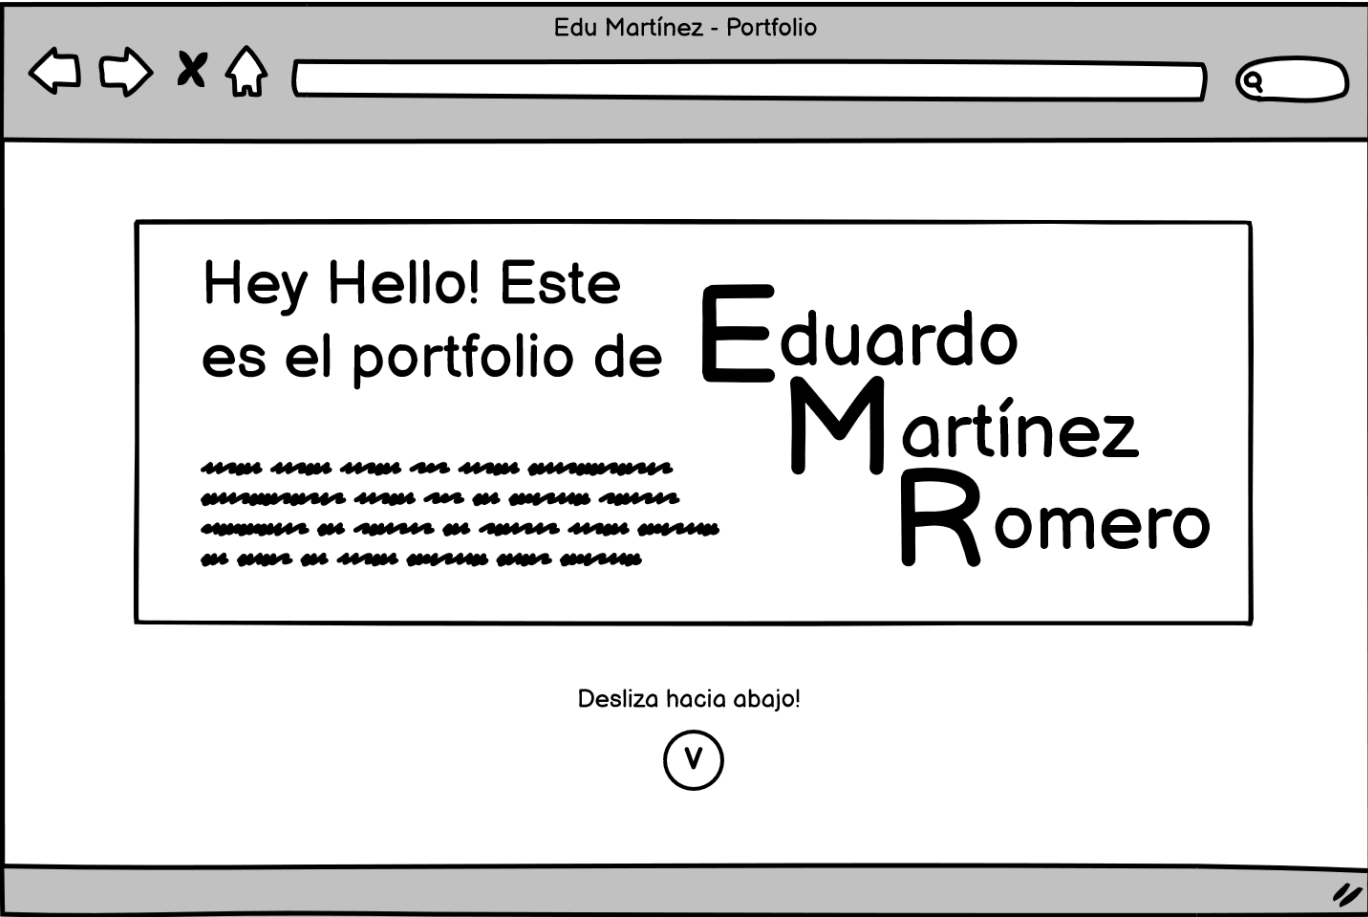 Edu Martínez - Portfolio
Hey Hello! Este
es el portfolio de
Eduardo
Martínez
Romero
Desliza hacia abajo!
V